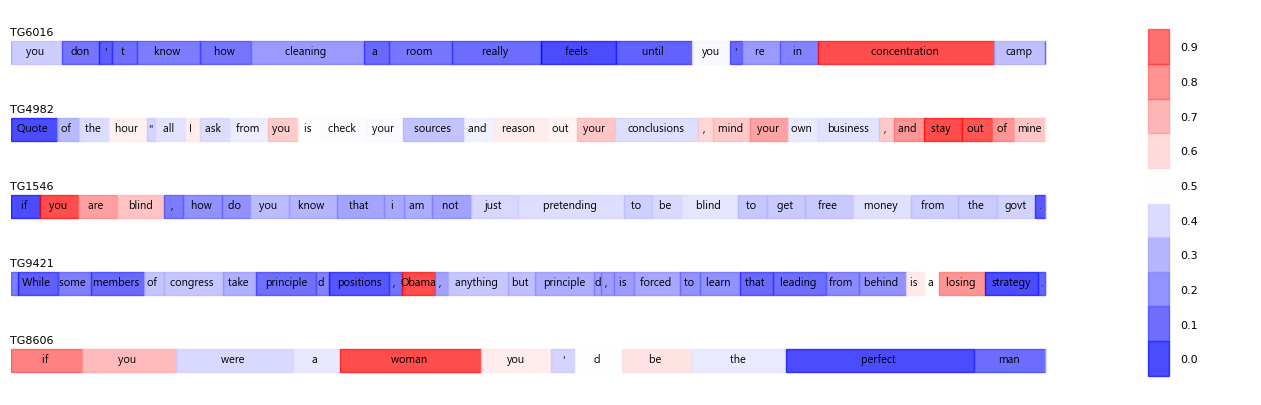 TG6016
you don ' t know how cleaning a room really feels until you ' re in concentration camp
TG4982
Quote of the hour " all I ask from you is check your sources and reason out your conclusions , mind your own business , and stay out of mine
TG1546
if you are blind , how do you know that i am not just pretending to be blind to get free money from the govt .
TG9421
While some members of congress take principle d positions , Obama , anything but principle d , is forced to learn that leading from behind is a losing strategy .
TG8606
if you were a woman you ' d be the perfect man
0.9
0.8
0.7
0.6
0.5
0.4
0.3
0.2
0.1
0.0